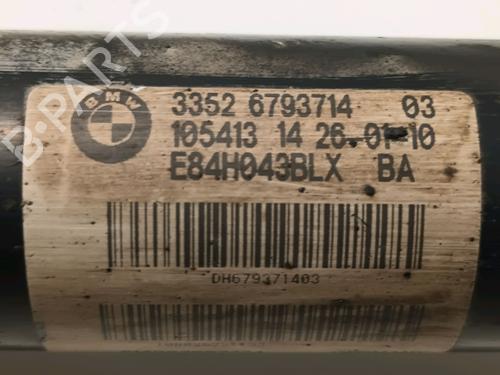 B-PARTS
BMW
3352 6793714 03
105413 14 26-01-10
E84H043BLX BA
DH679371403